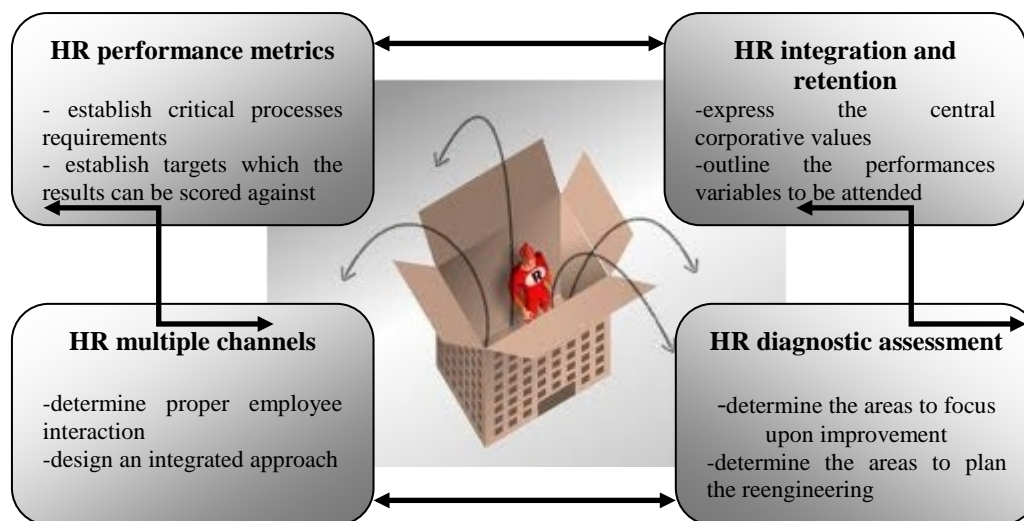 HR performance metrics
- establish critical processes
requirements
- establish targets which the
results can be scored against
HR integration and
retention
-express the central
corporative values
-outline the performances
variables to be attended
R
HR multiple channels
-determine proper employee
interaction
-design an integrated approach
HR diagnostic assessment
-determine the areas to focus
upon improvement
-determine the areas to plan
the reengineering